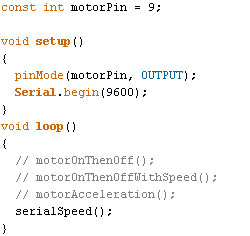 const int motorPin = 9;
void setup()
{
pinMode(motorPin, OUTPUT);
Serial.begin(9600);
}
void loop()
{
// motorOnThenOff();
// motorOnThenOffWithSpeed();
// motorAcceleration();
serialSpeed();
}